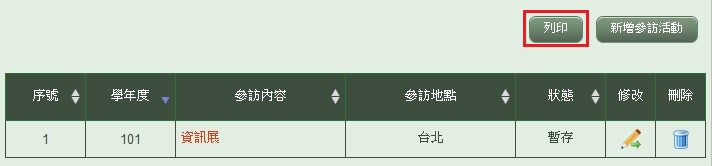 列印 新增參訪活動
序號 學年度 參訪內容 參訪地點 狀態 修改 刪除
1 101 資訊展 台北 暫存